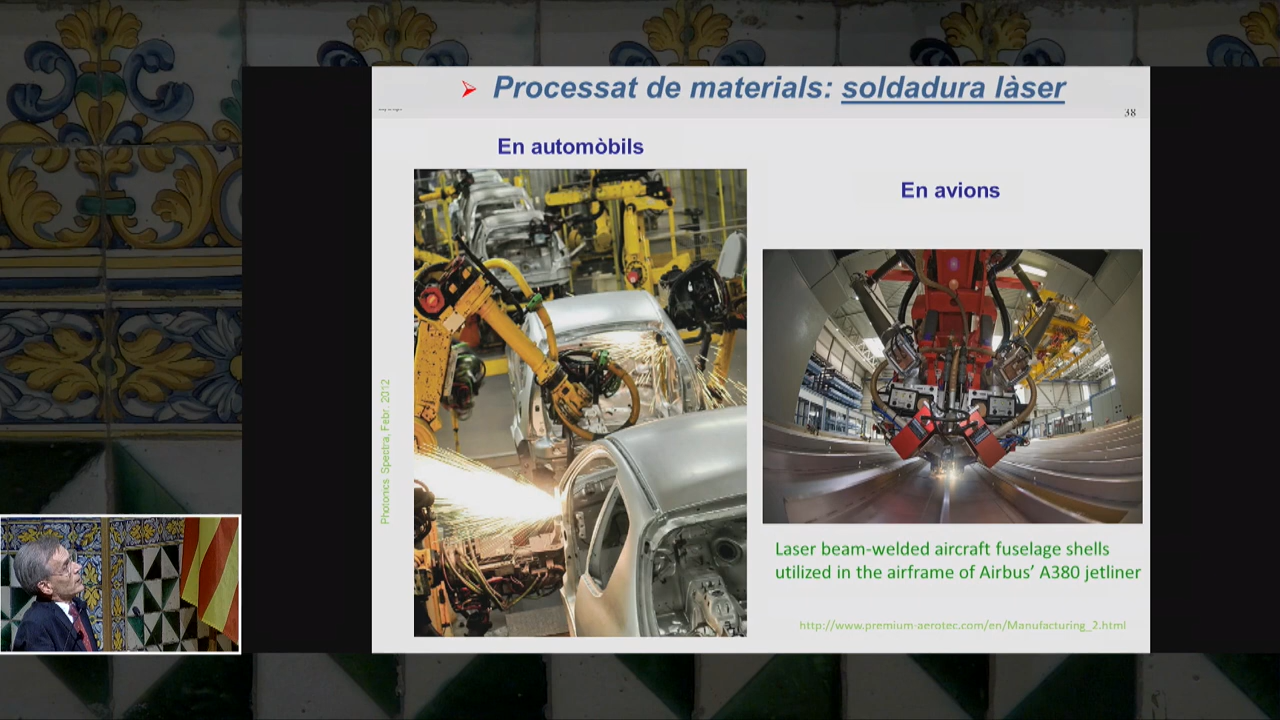 Processat de materials: soldadura làser
38
En automòbils
En avions
Photonics Spectra, Febr. 2012
Laser beam-welded aircraft fuselage shells
utilized in the airframe of Airbus’ A380 jetliner
http://www.premium-aerotec.com/en/Manufacturing_2.html